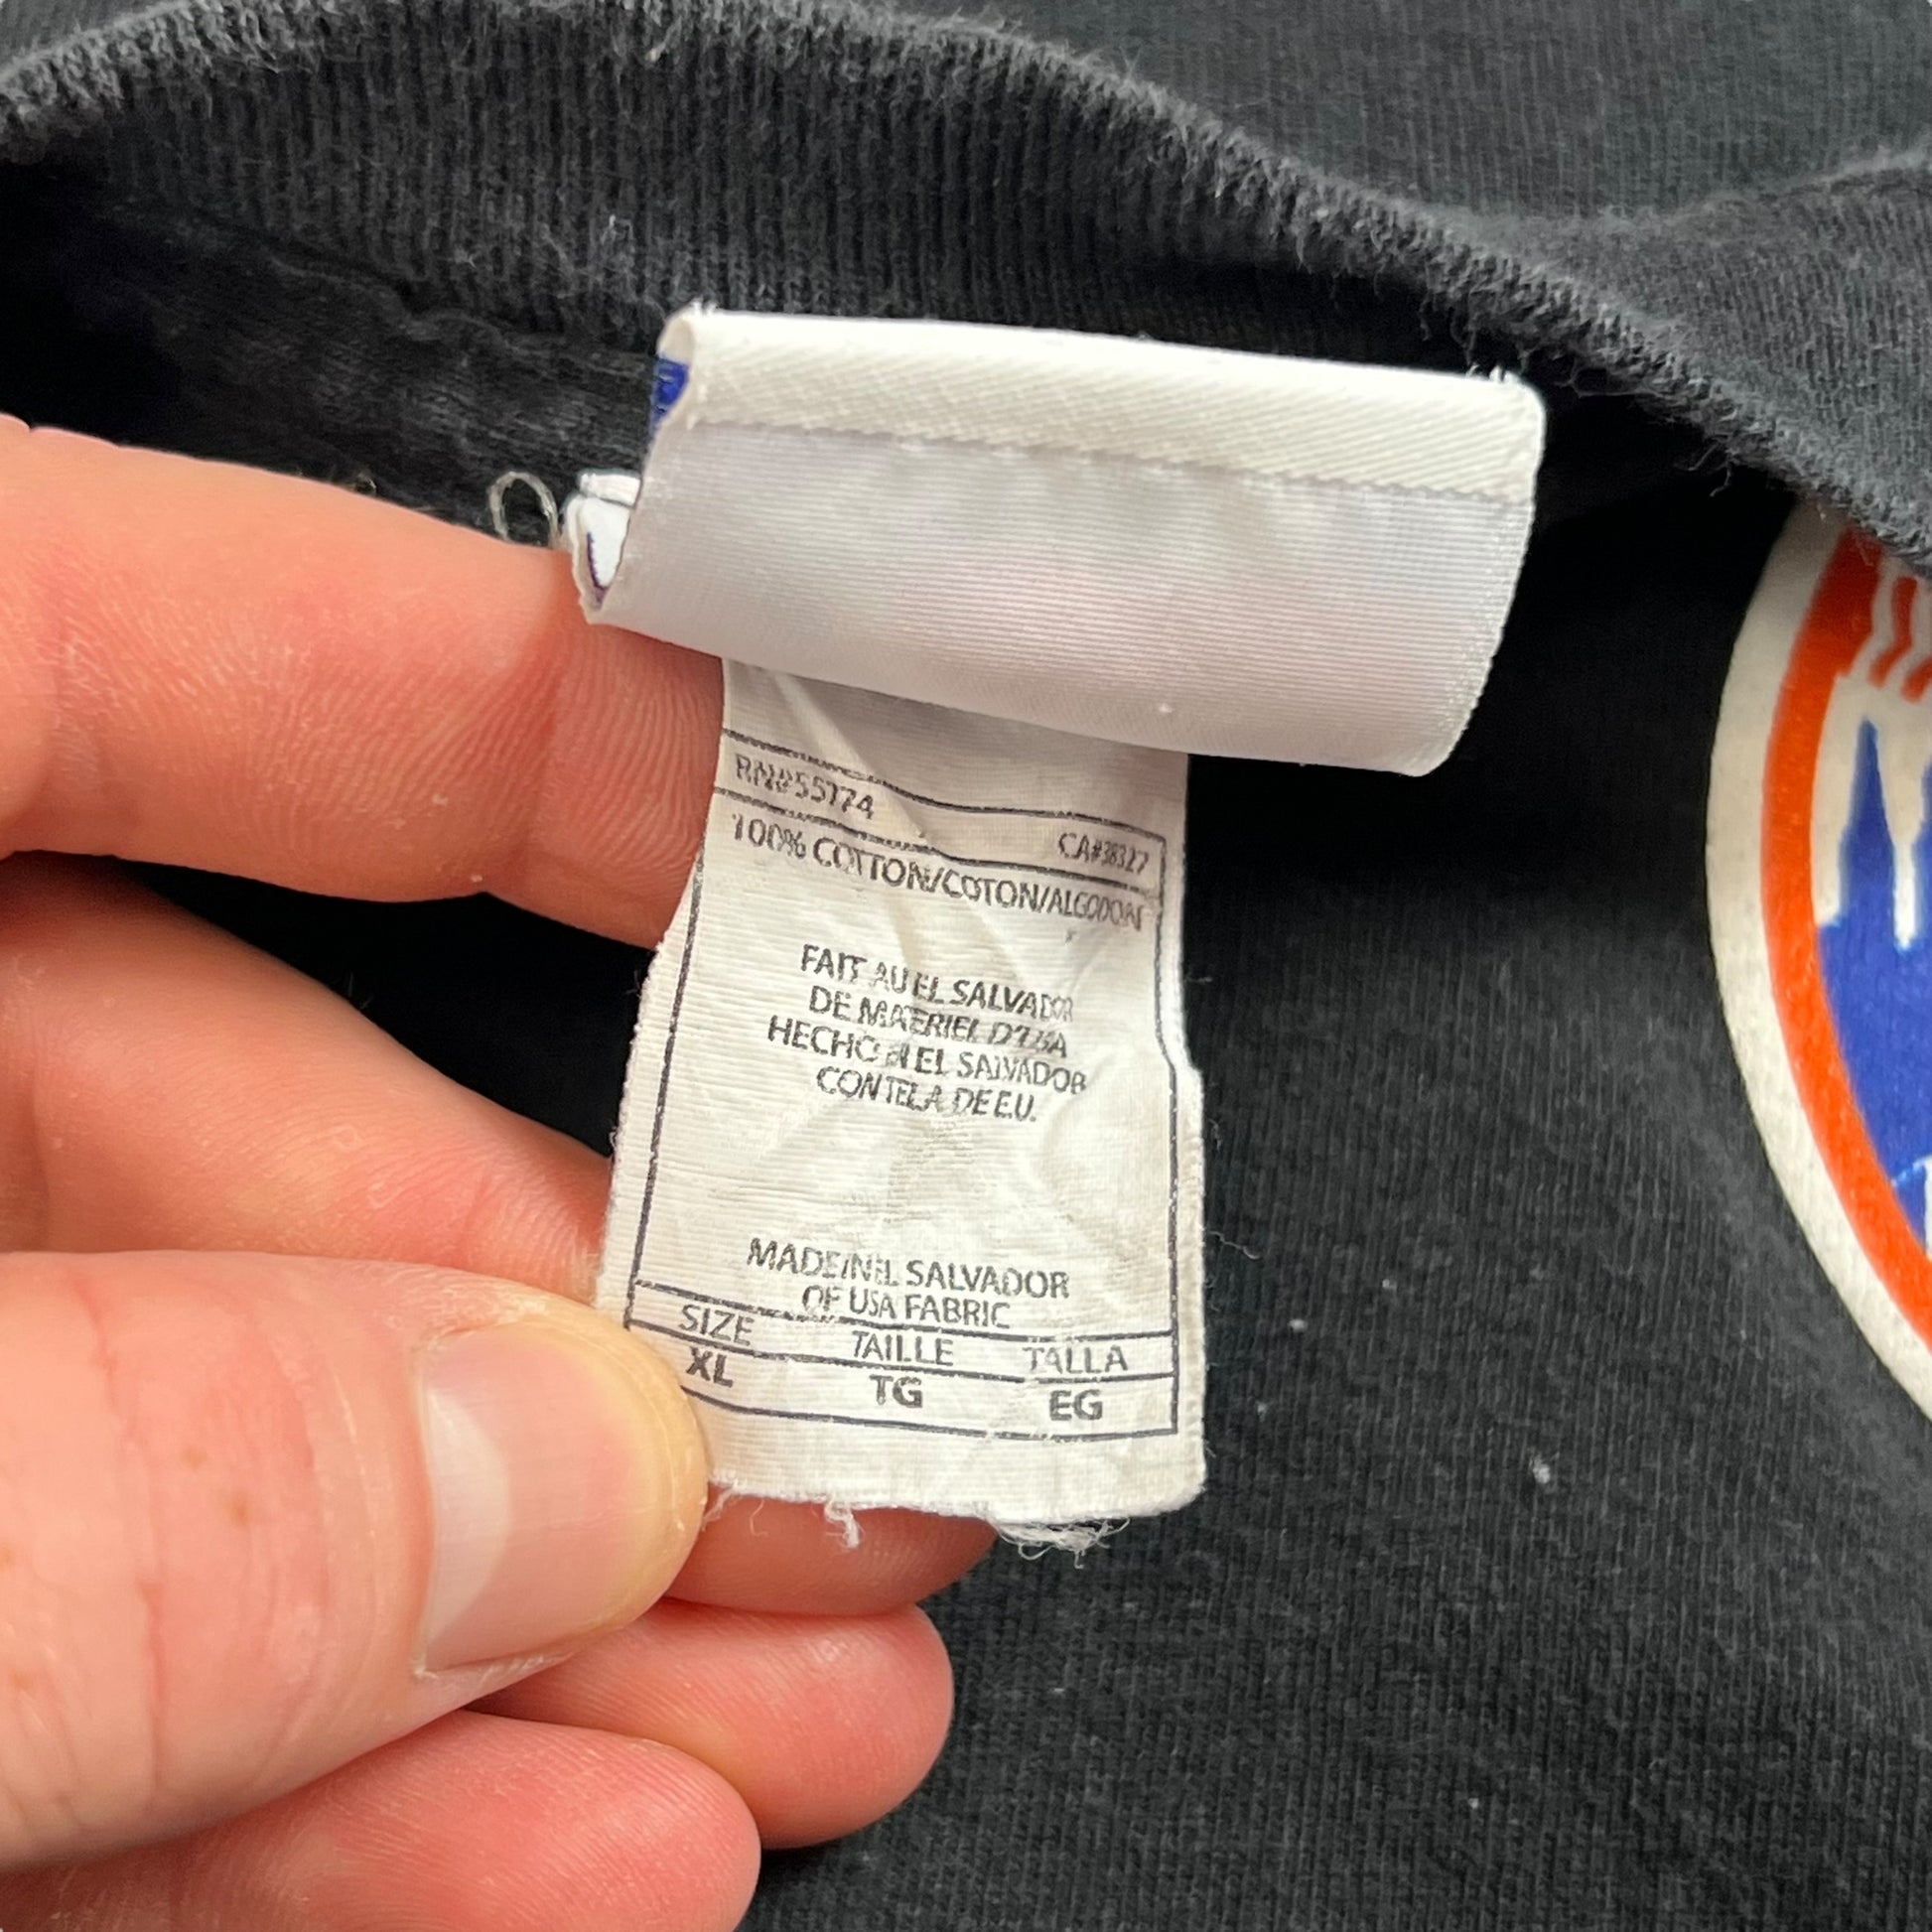 RN#55774
CA#38327
100% COTTON/COTON/ALGODON
FAIT AU EL SALVADOR
DE MATERIEL D'USA
HECHO EN EL SALVADOR
CON TELA DE E.U.
MADE IN EL SALVADOR
OF USA FABRIC
SIZE TAILLE TALLA
XL TG EG